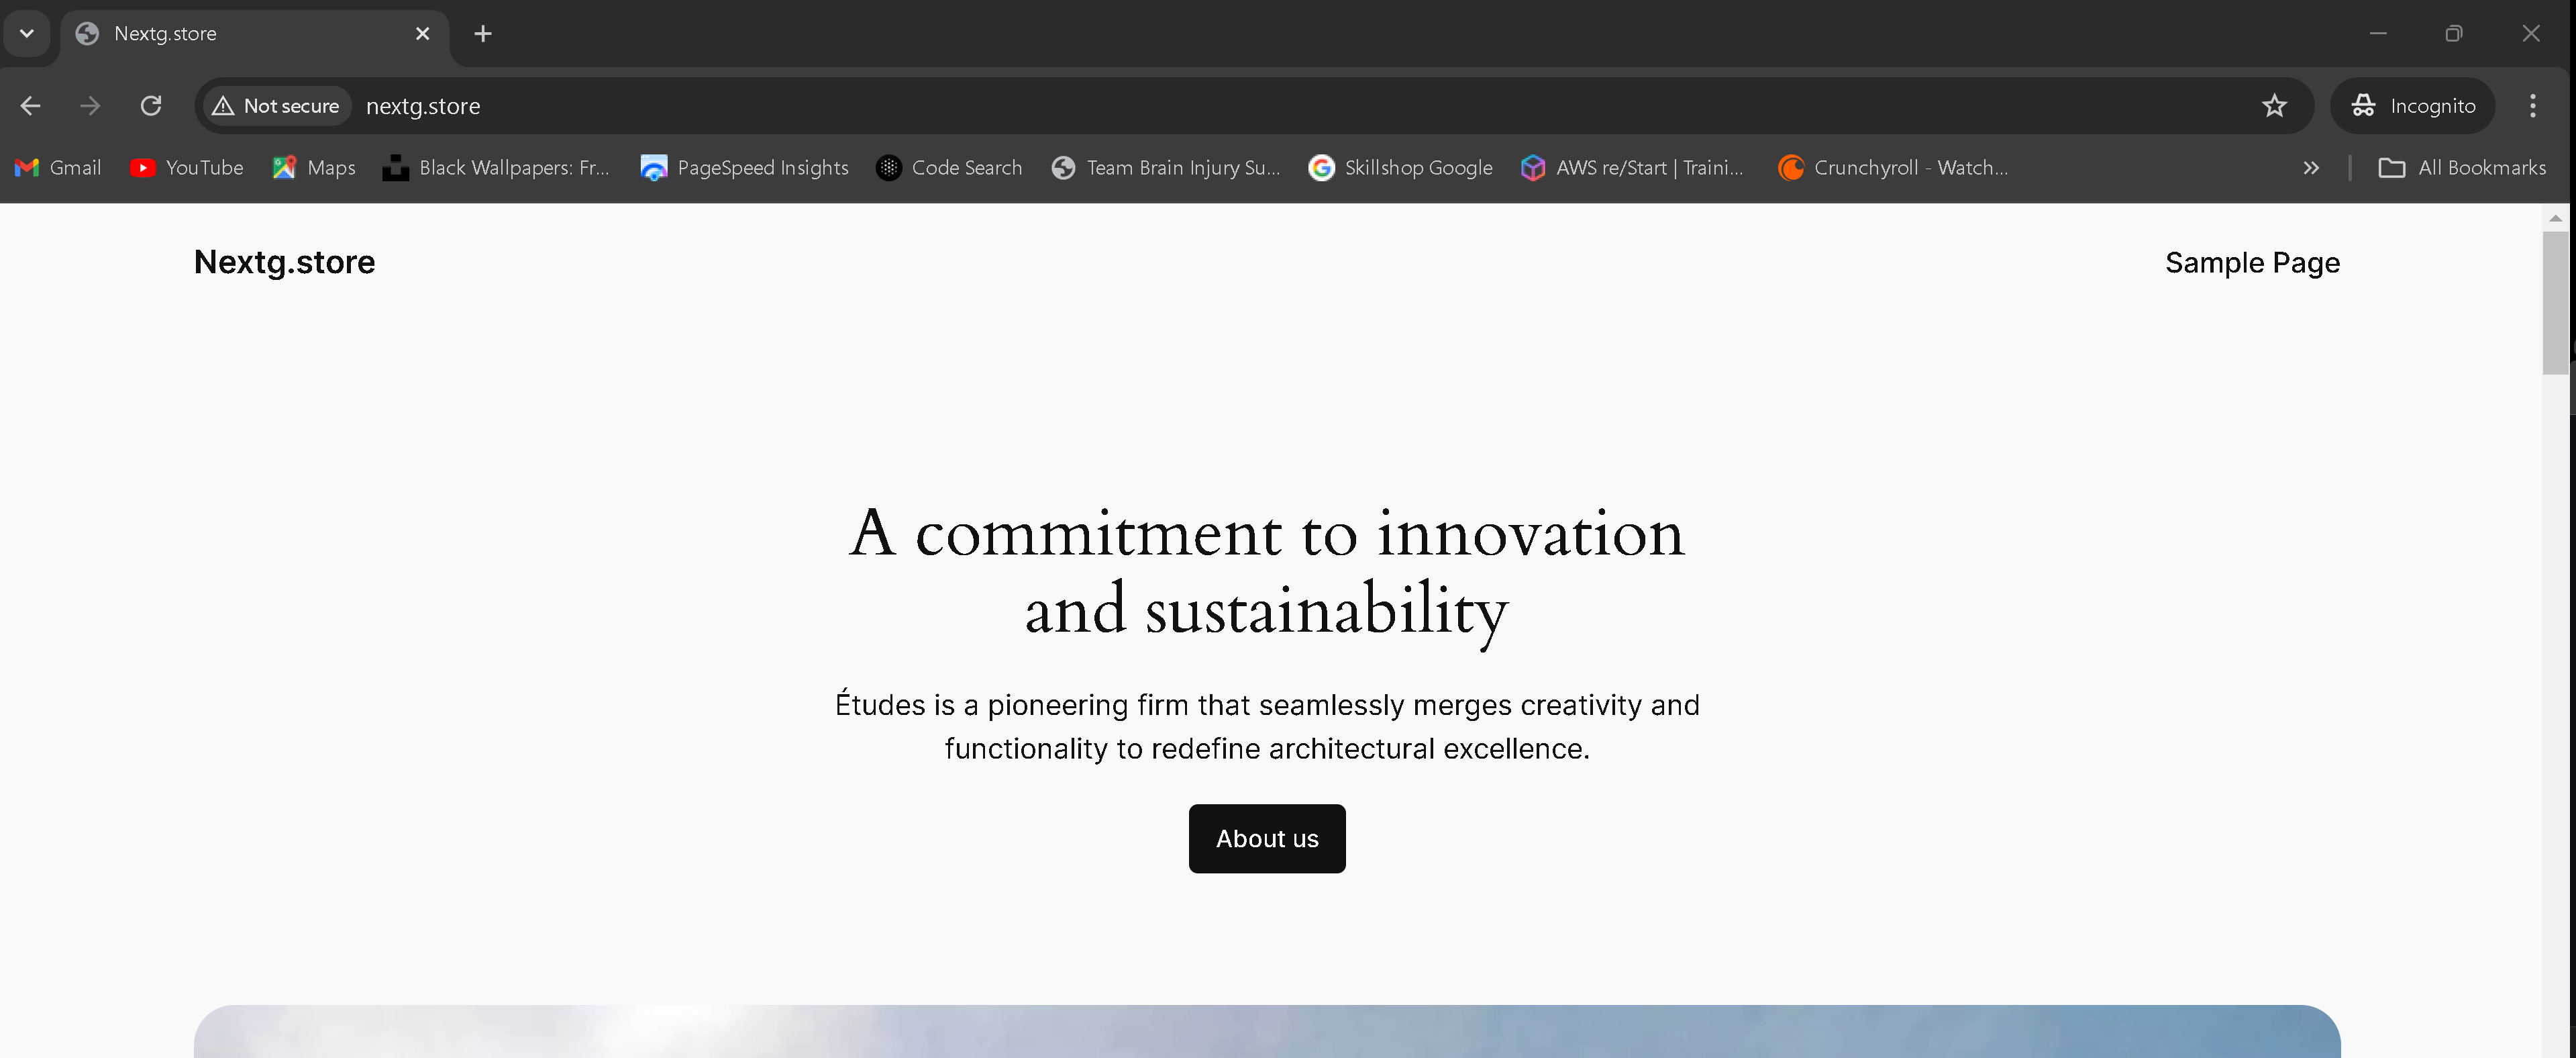 Nextg.store
Not secure
nextg.store
Incognito
Gmail
YouTube
Maps
Black Wallpapers: Fr...
PageSpeed Insights
Code Search
Team Brain Injury Su...
Skillshop Google
AWS re/Start | Traini...
Crunchyroll - Watch...
All Bookmarks
Nextg.store
Sample Page
A commitment to innovation
and sustainability
Études is a pioneering firm that seamlessly merges creativity and
functionality to redefine architectural excellence.
About us